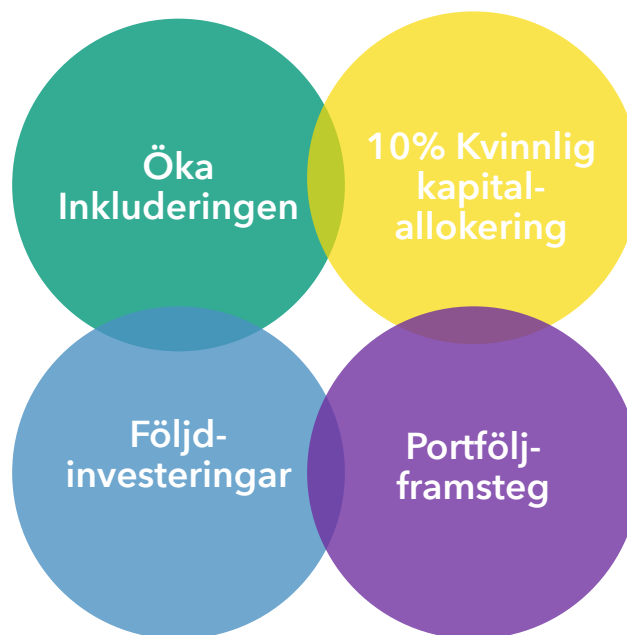 Öka
Inkluderingen
10% Kvinnlig
kapital-
allokering
Följd-
investeringar
Portfölj-
framsteg